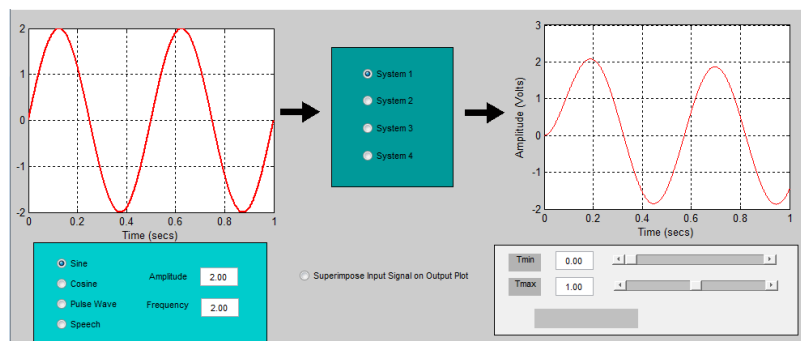 2
1
0
-1
-2
0
0.2
0.4
0.6
0.8
1
Time (secs)
System 1
System 2
System 3
System 4
Amplitude (Volts)
3
2
1
0
-1
-2
0
0.2
0.4
0.6
0.8
1
Time (secs)
Sine
Cosine
Pulse Wave
Speech
Amplitude 2.00
Frequency 2.00
Superimpose Input Signal on Output Plot
Tmin 0.00
Tmax 1.00